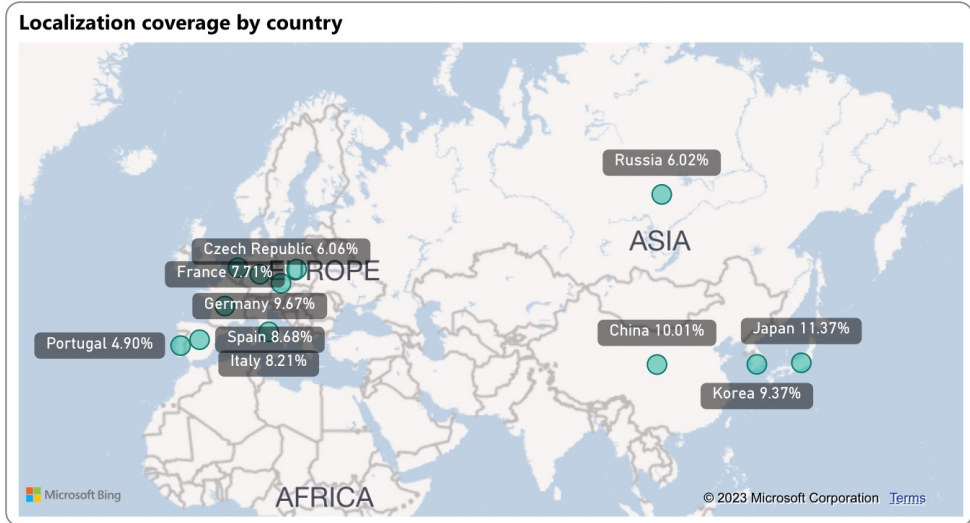 Localization coverage by country
Russia 6.02%
ASIA
Czech Republic 6.06%
EUROPE
France 7.71%
Germany 9.67%
Portugal 4.90%
Spain 8.68%
Italy 8.21%
China 10.01%
Japan 11.37%
Korea 9.37%
AFRICA
Microsoft Bing
© 2023 Microsoft Corporation Terms